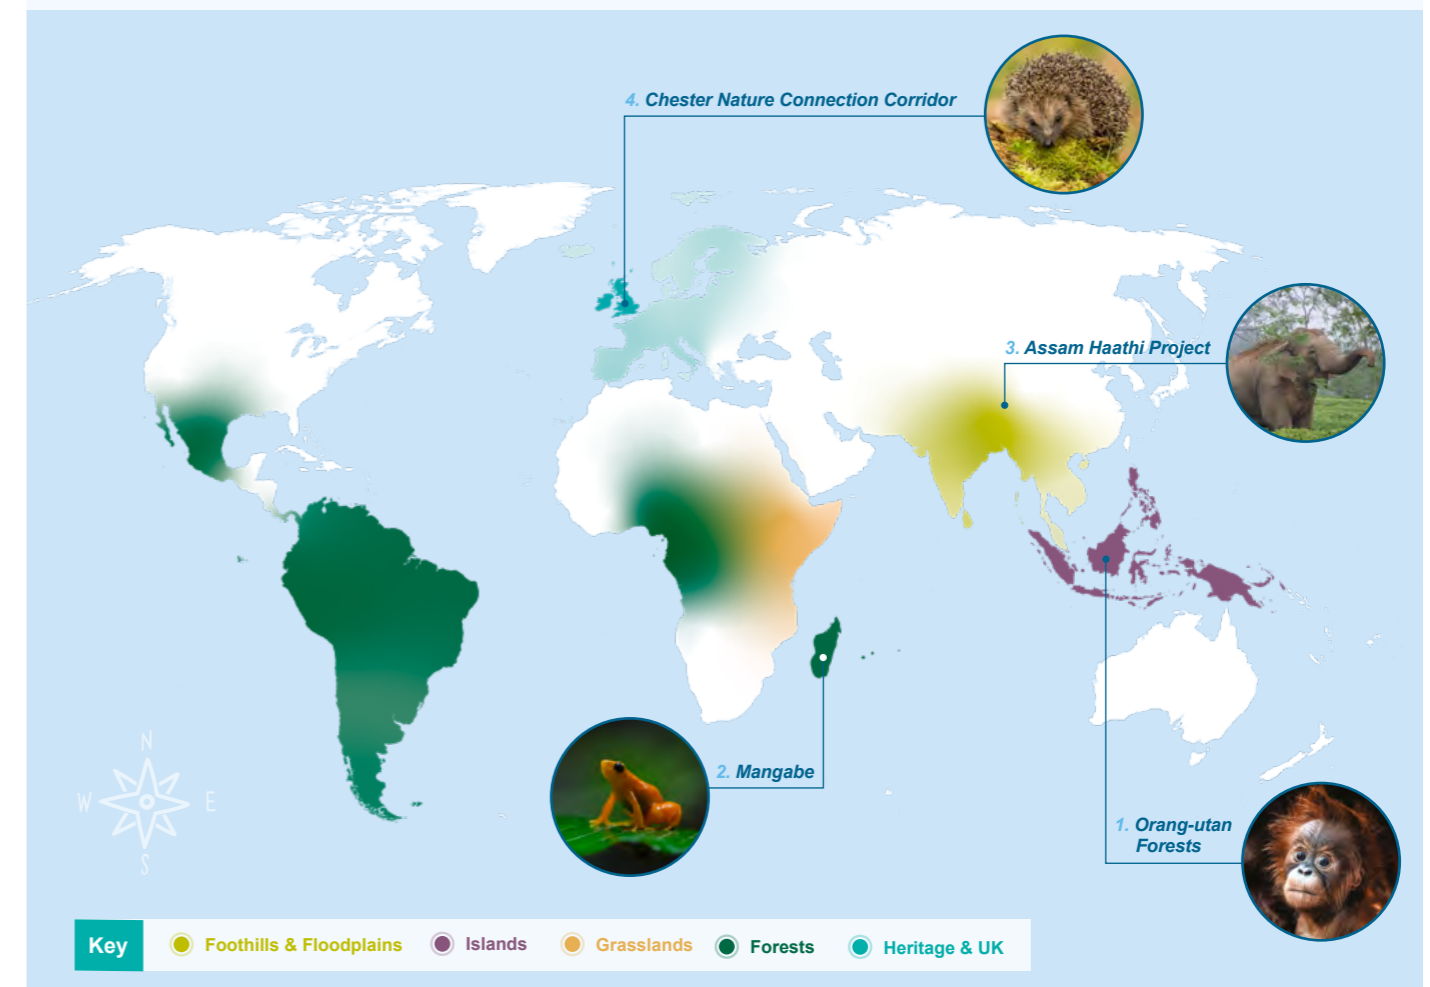 4. Chester Nature Connection Corridor
3. Assam Haathi Project
2. Mangabe
1. Orang-utan
Forests
N
W E
S
Key
Foothills & Floodplains
Islands
Grasslands
Forests
Heritage & UK